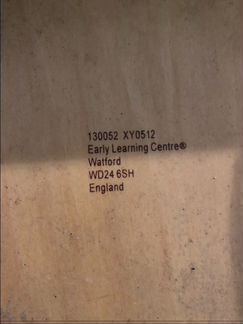 130052 XY0512
Early Learning Centre®
Watford
WD24 6SH
England